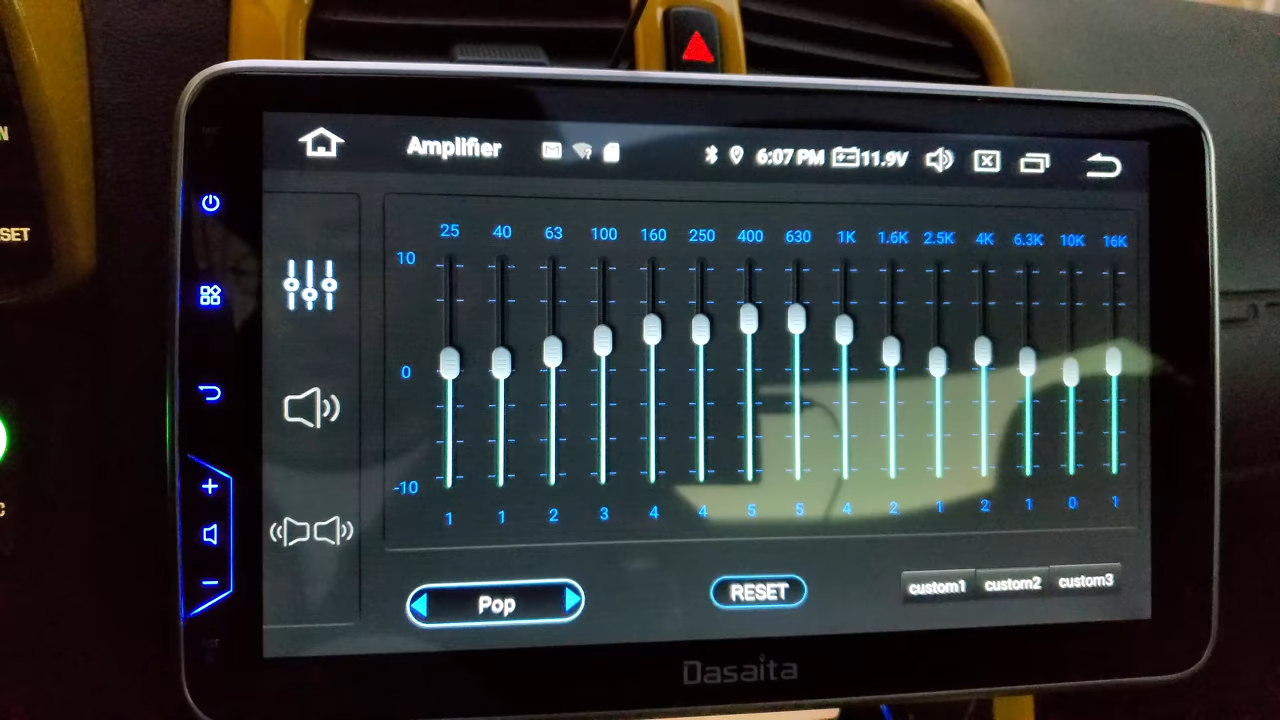 Amplifier 6:07 PM 11.9V
25 40 63 100 160 250 400 630 1K 1.6K 2.5K 4K 6.3K 10K 16K
10
0
-10
1 1 2 3 4 4 5 5 4 2 1 2 1 0 1
Pop RESET custom1 custom2 custom3
Dasaita
SET